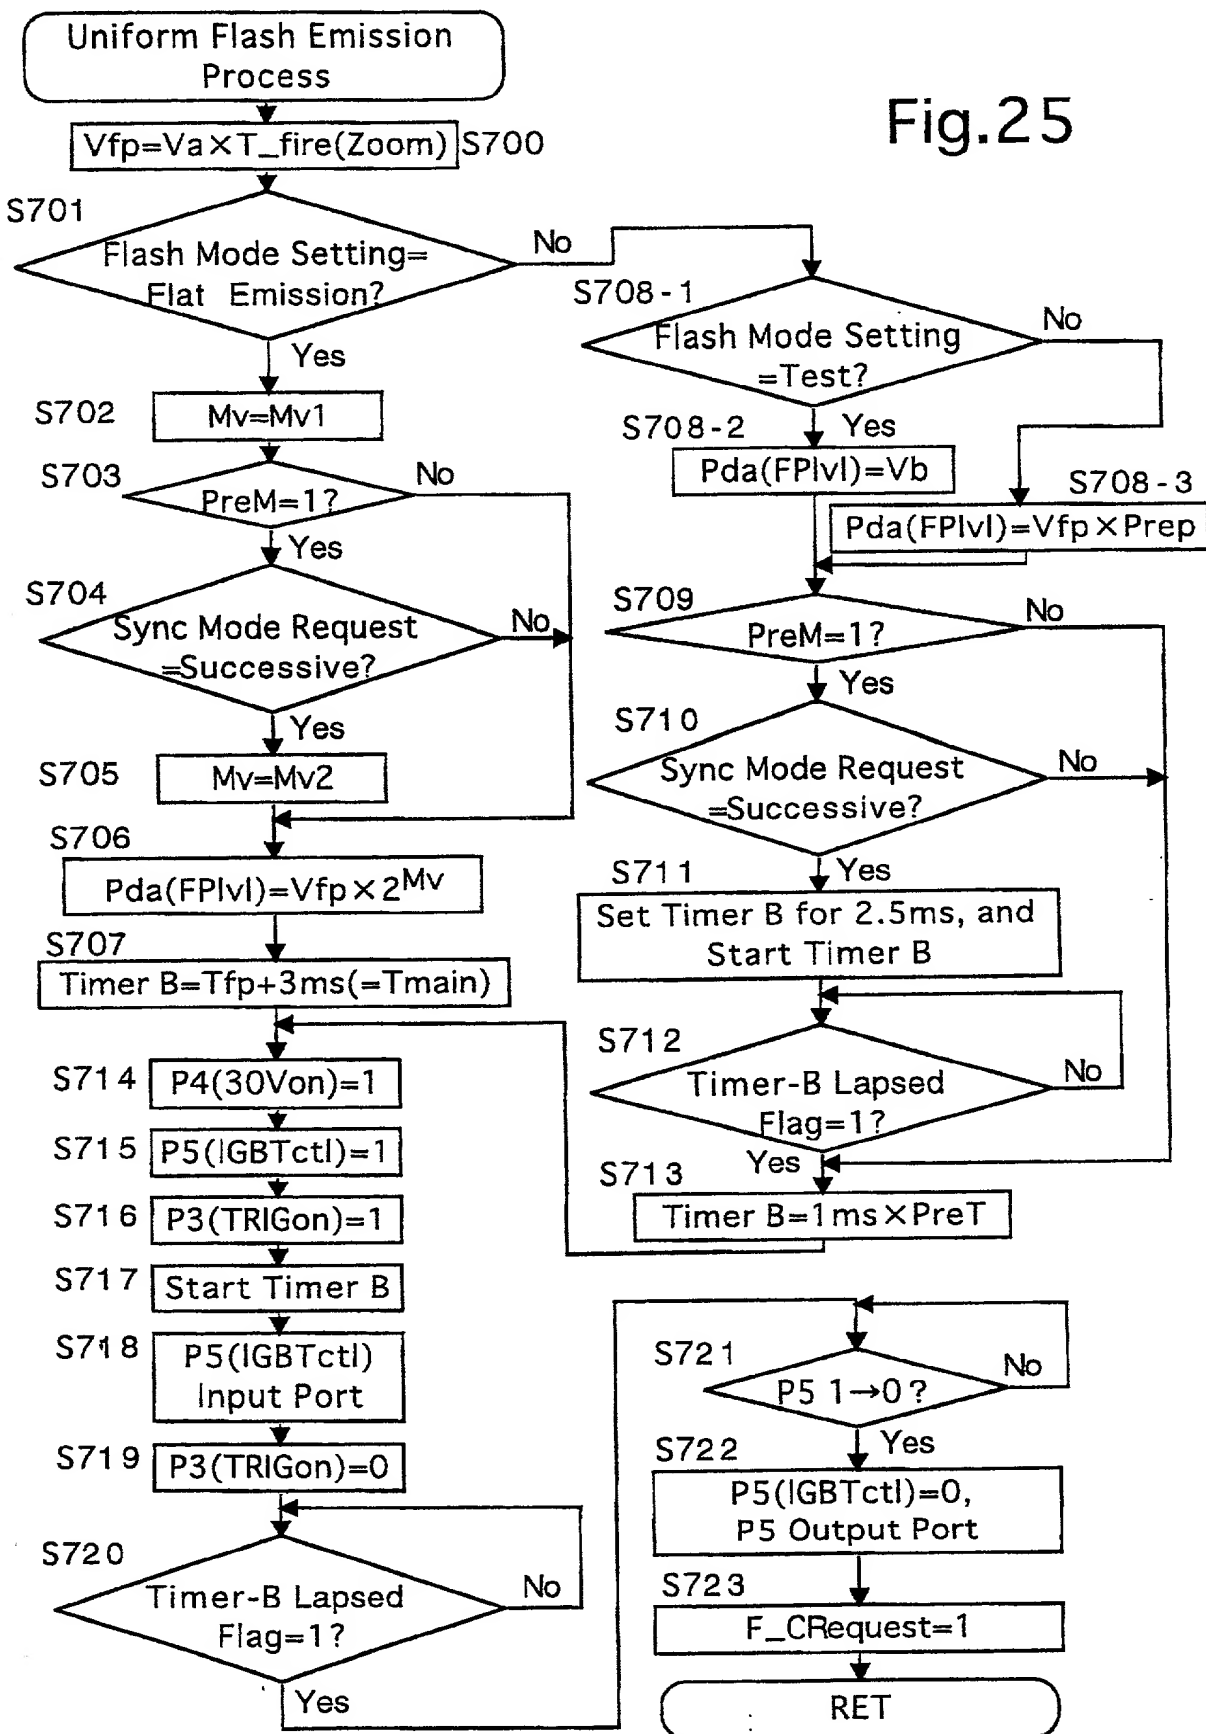 Uniform Flash Emission
Process
Fig.25
Vfp=Va×T_fire(Zoom)
S700
S701
Flash Mode Setting=
Flat Emission?
No
Yes
S702
Mv=Mv1
S703
PreM=1?
No
Yes
S704
Sync Mode Request
=Successive?
No
Yes
S705
Mv=Mv2
S706
Pda(FPlvl)=Vfp×2^Mv
S707
Timer B=Tfp+3ms(=Tmain)
S708-1
Flash Mode Setting
=Test?
No
Yes
S708-2
Pda(FPlvl)=Vb
S708-3
Pda(FPlvl)=Vfp×Prep
S709
PreM=1?
No
Yes
S710
Sync Mode Request
=Successive?
No
Yes
S711
Set Timer B for 2.5ms, and
Start Timer B
S712
Timer-B Lapsed
Flag=1?
No
Yes
S713
Timer B=1ms×PreT
S714
P4(30Von)=1
S715
P5(IGBTctl)=1
S716
P3(TRIGon)=1
S717
Start Timer B
S718
P5(IGBTctl)
Input Port
S719
P3(TRIGon)=0
S720
Timer-B Lapsed
Flag=1?
No
Yes
S721
P5 1→0?
No
Yes
S722
P5(IGBTctl)=0,
P5 Output Port
S723
F_CRequest=1
RET